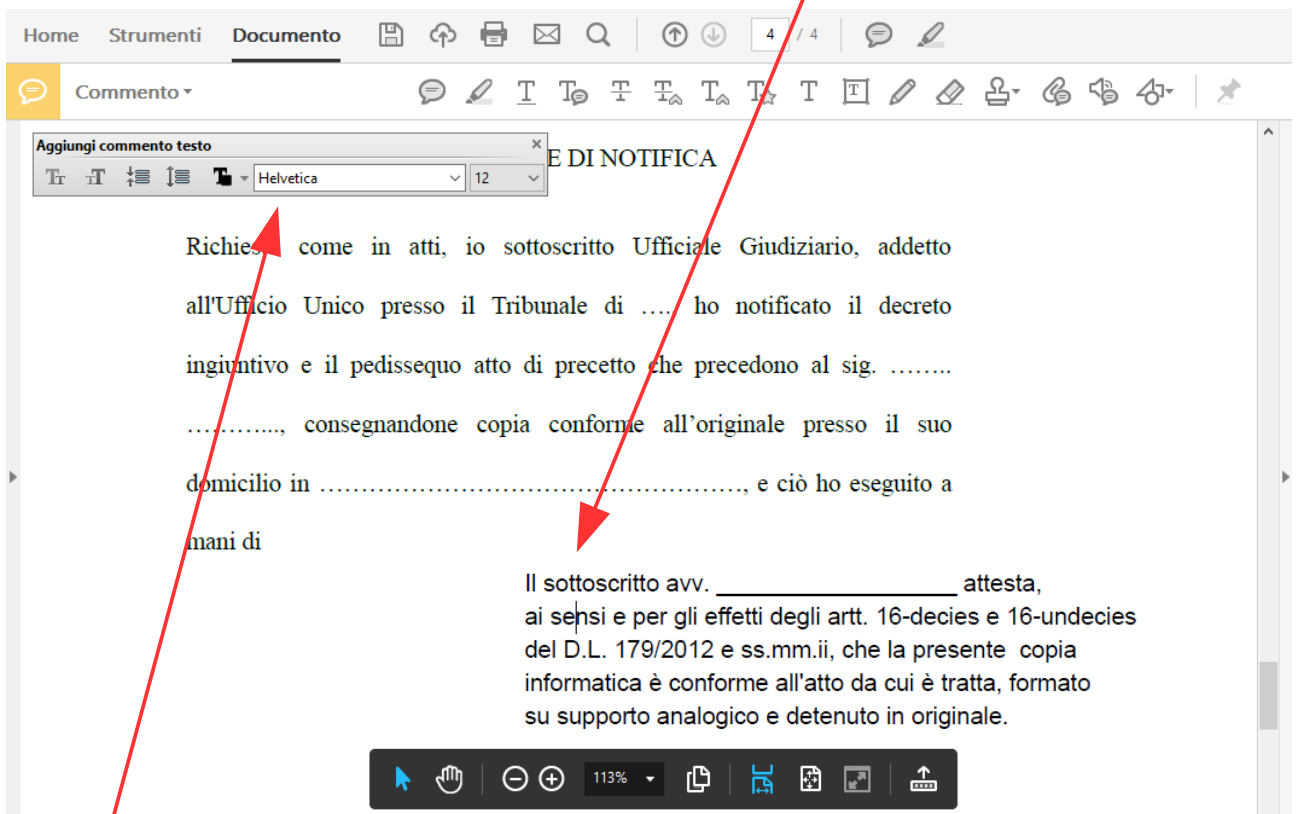 Home Strumenti Documento 4 / 4
Commento
Aggiungi commento testo
Helvetica 12
E DI NOTIFICA
come in atti, io sottoscritto Ufficiale Giudiziario, addetto
all'Ufficio Unico presso il Tribunale di …., ho notificato il decreto
ingiuntivo e il pedissequo atto di precetto che precedono al sig. ……..
………..., consegnandone copia conforme all’originale presso il suo
domicilio in ………………………………………, e ciò ho eseguito a
mani di
Il sottoscritto avv. ____________________ attesta,
ai sensi e per gli effetti degli artt. 16-decies e 16-undecies
del D.L. 179/2012 e ss.mm.ii, che la presente copia
informatica è conforme all'atto da cui è tratta, formato
su supporto analogico e detenuto in originale.
113%